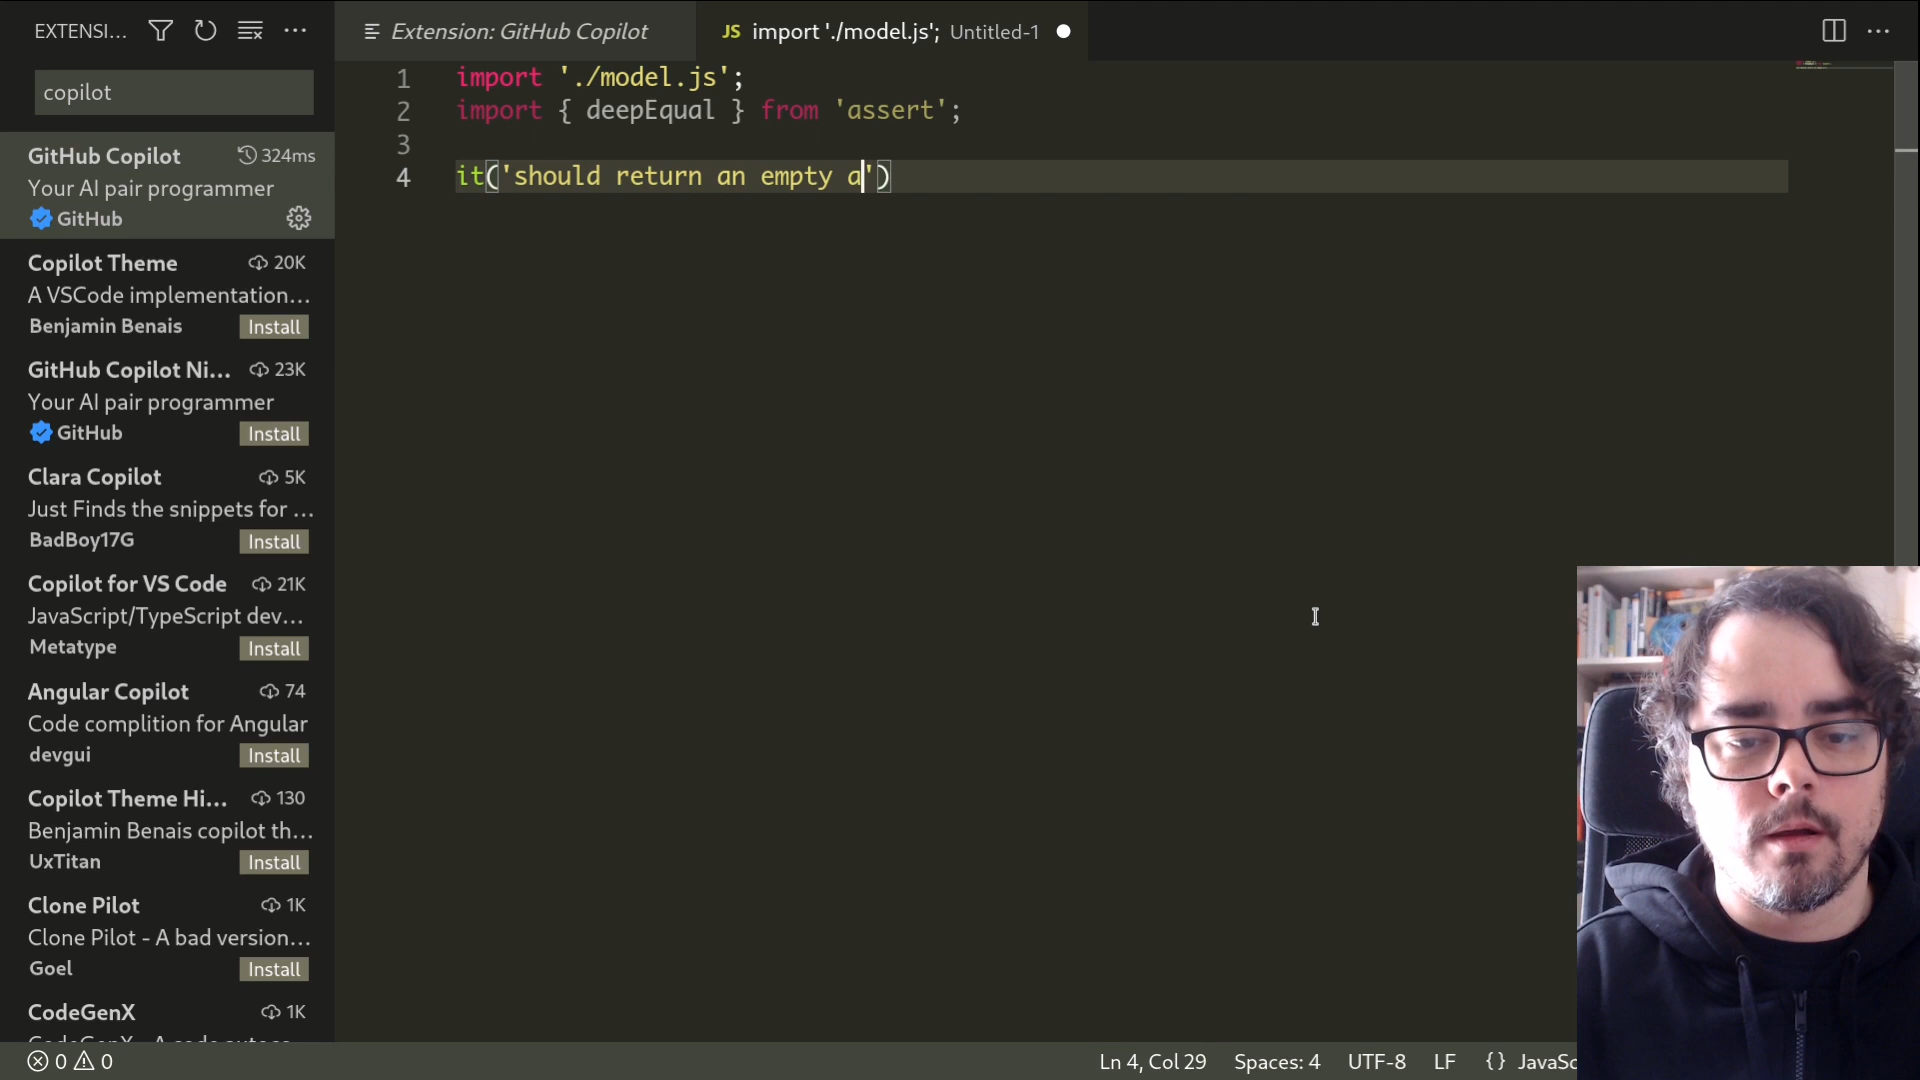 EXTENSI...
Extension: GitHub Copilot
JS import './model.js'; Untitled-1
copilot
GitHub Copilot 324ms
Your AI pair programmer
GitHub
Copilot Theme 20K
A VSCode implementation...
Benjamin Benais Install
GitHub Copilot Ni... 23K
Your AI pair programmer
GitHub Install
Clara Copilot 5K
Just Finds the snippets for ...
BadBoy17G Install
Copilot for VS Code 21K
JavaScript/TypeScript dev...
Metatype Install
Angular Copilot 74
Code complition for Angular
devgui Install
Copilot Theme Hi... 130
Benjamin Benais copilot th...
UxTitan Install
Clone Pilot 1K
Clone Pilot - A bad version...
Goel Install
CodeGenX 1K
1 import './model.js';
2 import { deepEqual } from 'assert';
3
4 it('should return an empty a')
0 0
Ln 4, Col 29 Spaces: 4 UTF-8 LF {} JavaSc